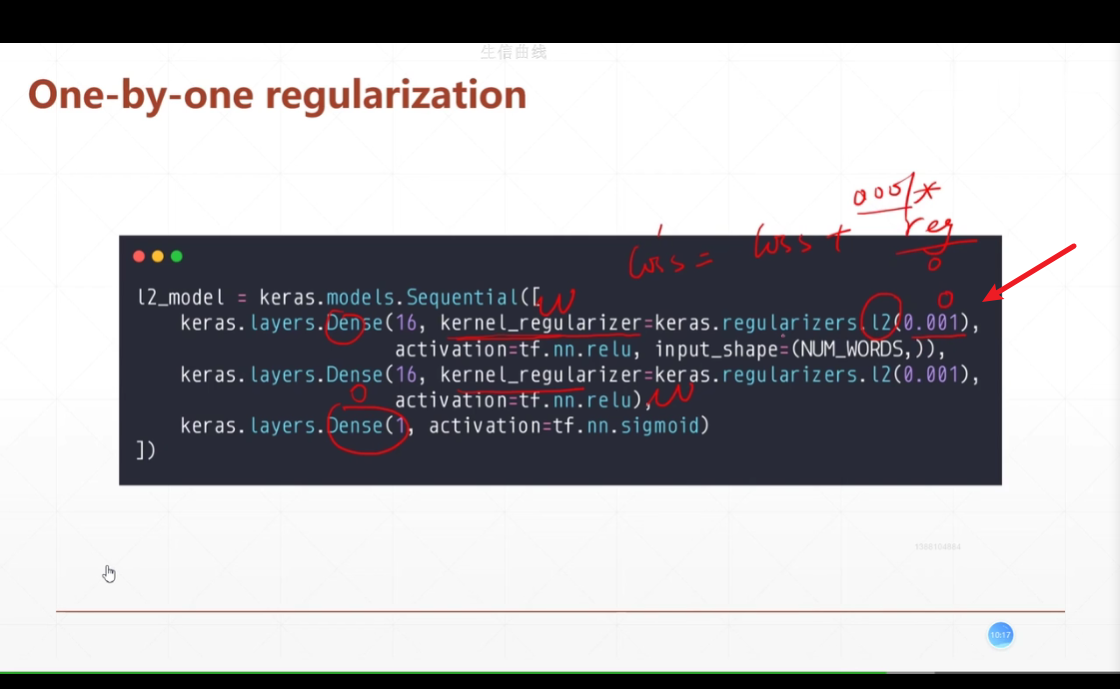 生信曲线
One-by-one regularization
0.001 *
loss' = loss + reg
0
l2_model = keras.models.Sequential([
W
0
keras.layers.Dense(16, kernel_regularizer=keras.regularizers.l2(0.001),
activation=tf.nn.relu, input_shape=(NUM_WORDS,)),
keras.layers.Dense(16, kernel_regularizer=keras.regularizers.l2(0.001),
activation=tf.nn.relu),
W
0
keras.layers.Dense(1, activation=tf.nn.sigmoid)
])
10:17